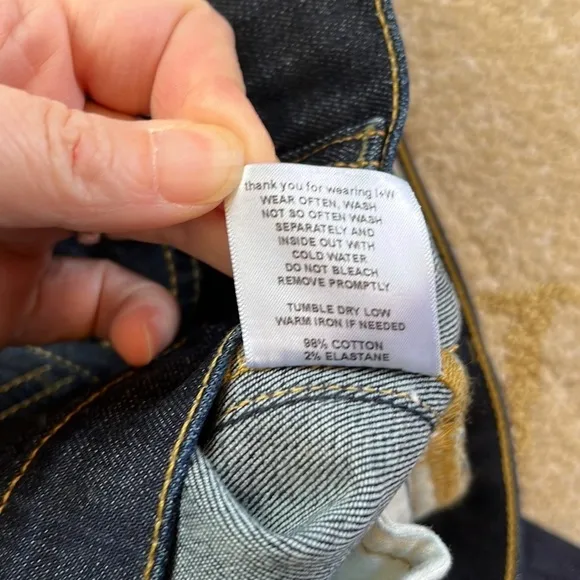 thank you for wearing I+W
WEAR OFTEN, WASH
NOT SO OFTEN WASH
SEPARATELY AND
INSIDE OUT WITH
COLD WATER
DO NOT BLEACH
REMOVE PROMPTLY
TUMBLE DRY LOW
WARM IRON IF NEEDED
98% COTTON
2% ELASTANE